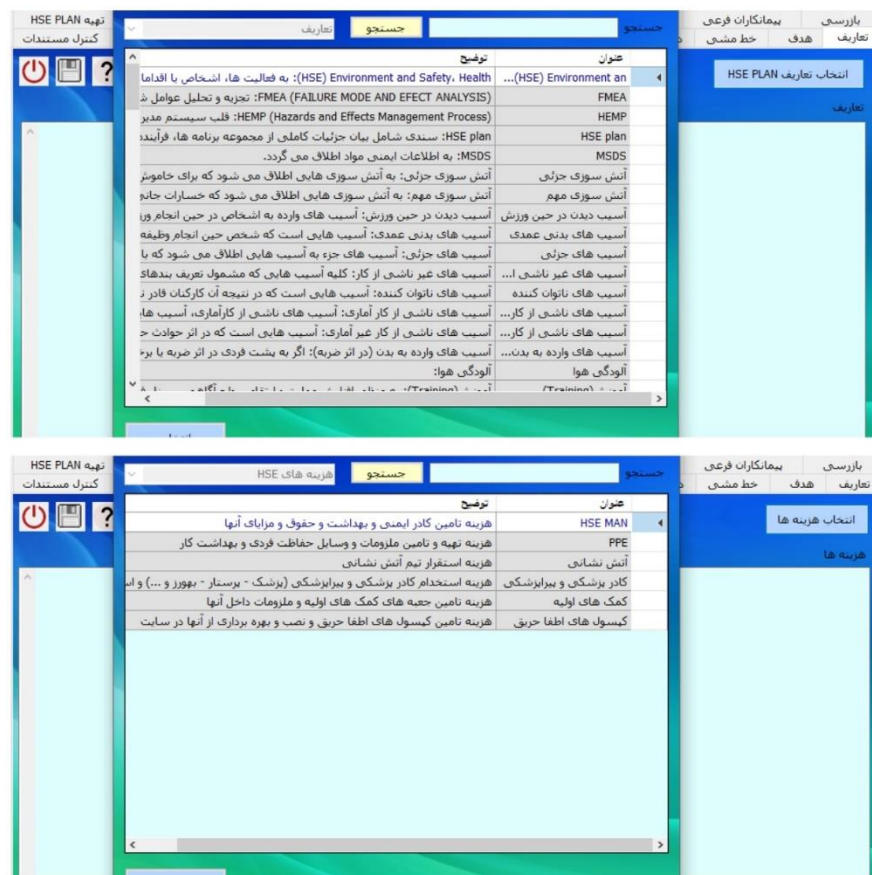 بازرسی پیمانکاران فرعی تهیه HSE PLAN
تعاریف هدف خط مشی کنترل مستندات
جستجو جستجو تعاریف
انتخاب تعاریف HSE PLAN
تعاریف
?
عنوان توضیح
(HSE) Environment an... (HSE) Environment and Safety، Health: به فعالیت ها، اشخاص یا اقداما
FMEA FMEA (FAILURE MODE AND EFECT ANALYSIS): تجزیه و تحلیل عوامل
HEMP HEMP (Hazards and Effects Management Process): قلب سیستم مدیر
HSE plan HSE plan: سندی شامل بیان جزئیات کاملی از مجموعه برنامه ها، فرآیند
MSDS MSDS: به اطلاعات ایمنی مواد اطلاق می گردد.
آتش سوزی جزئی آتش سوزی جزئی: به آتش سوزی هایی اطلاق می شود که برای خاموش
آتش سوزی مهم آتش سوزی مهم: به آتش سوزی هایی اطلاق می شود که خسارات جانی
آسیب دیدن در حین ورزش آسیب دیدن در حین ورزش: آسیب های وارده به اشخاص در حین انجام ورز
آسیب های بدنی عمدی آسیب های بدنی عمدی: آسیب هایی است که شخص حین انجام وظیفه
آسیب های جزئی آسیب های جزئی: آسیب های جزء به آسیب هایی اطلاق می شود که با
آسیب های غیر ناشی ا... آسیب های غیر ناشی از کار: کلیه آسیب هایی که مشمول تعریف بندهای
آسیب های ناتوان کننده آسیب های ناتوان کننده: آسیب هایی است که در نتیجه آن کارکنان قادر
آسیب های ناشی از کار... آسیب های ناشی از کار آماری: آسیب های ناشی از کارآماری، آسیب ها
آسیب های ناشی از کار... آسیب های ناشی از کار غیر آماری: آسیب هایی است که در اثر حوادث
آسیب های وارده به بدن... آسیب های وارده به بدن (در اثر ضربه): اگر به پشت فردی در اثر ضربه یا برخ
آلودگی هوا آلودگی هوا:
بازرسی پیمانکاران فرعی تهیه HSE PLAN
تعاریف هدف خط مشی کنترل مستندات
جستجو جستجو هزینه های HSE
انتخاب هزینه ها
هزینه ها
?
عنوان توضیح
HSE MAN هزینه تامین کادر ایمنی و بهداشت و حقوق و مزایای آنها
PPE هزینه تهیه و تامین ملزومات و وسایل حفاظت فردی و بهداشت کار
آتش نشانی هزینه استقرار تیم آتش نشانی
کادر پزشکی و پیراپزشکی هزینه استخدام کادر پزشکی و پیراپزشکی (پزشک - پرستار - بهورز و ...) و
کمک های اولیه هزینه تامین جعبه های کمک های اولیه و ملزومات داخل آنها
کپسول های اطفا حریق هزینه تامین کپسول های اطفا حریق و نصب و بهره برداری از آنها در سایت